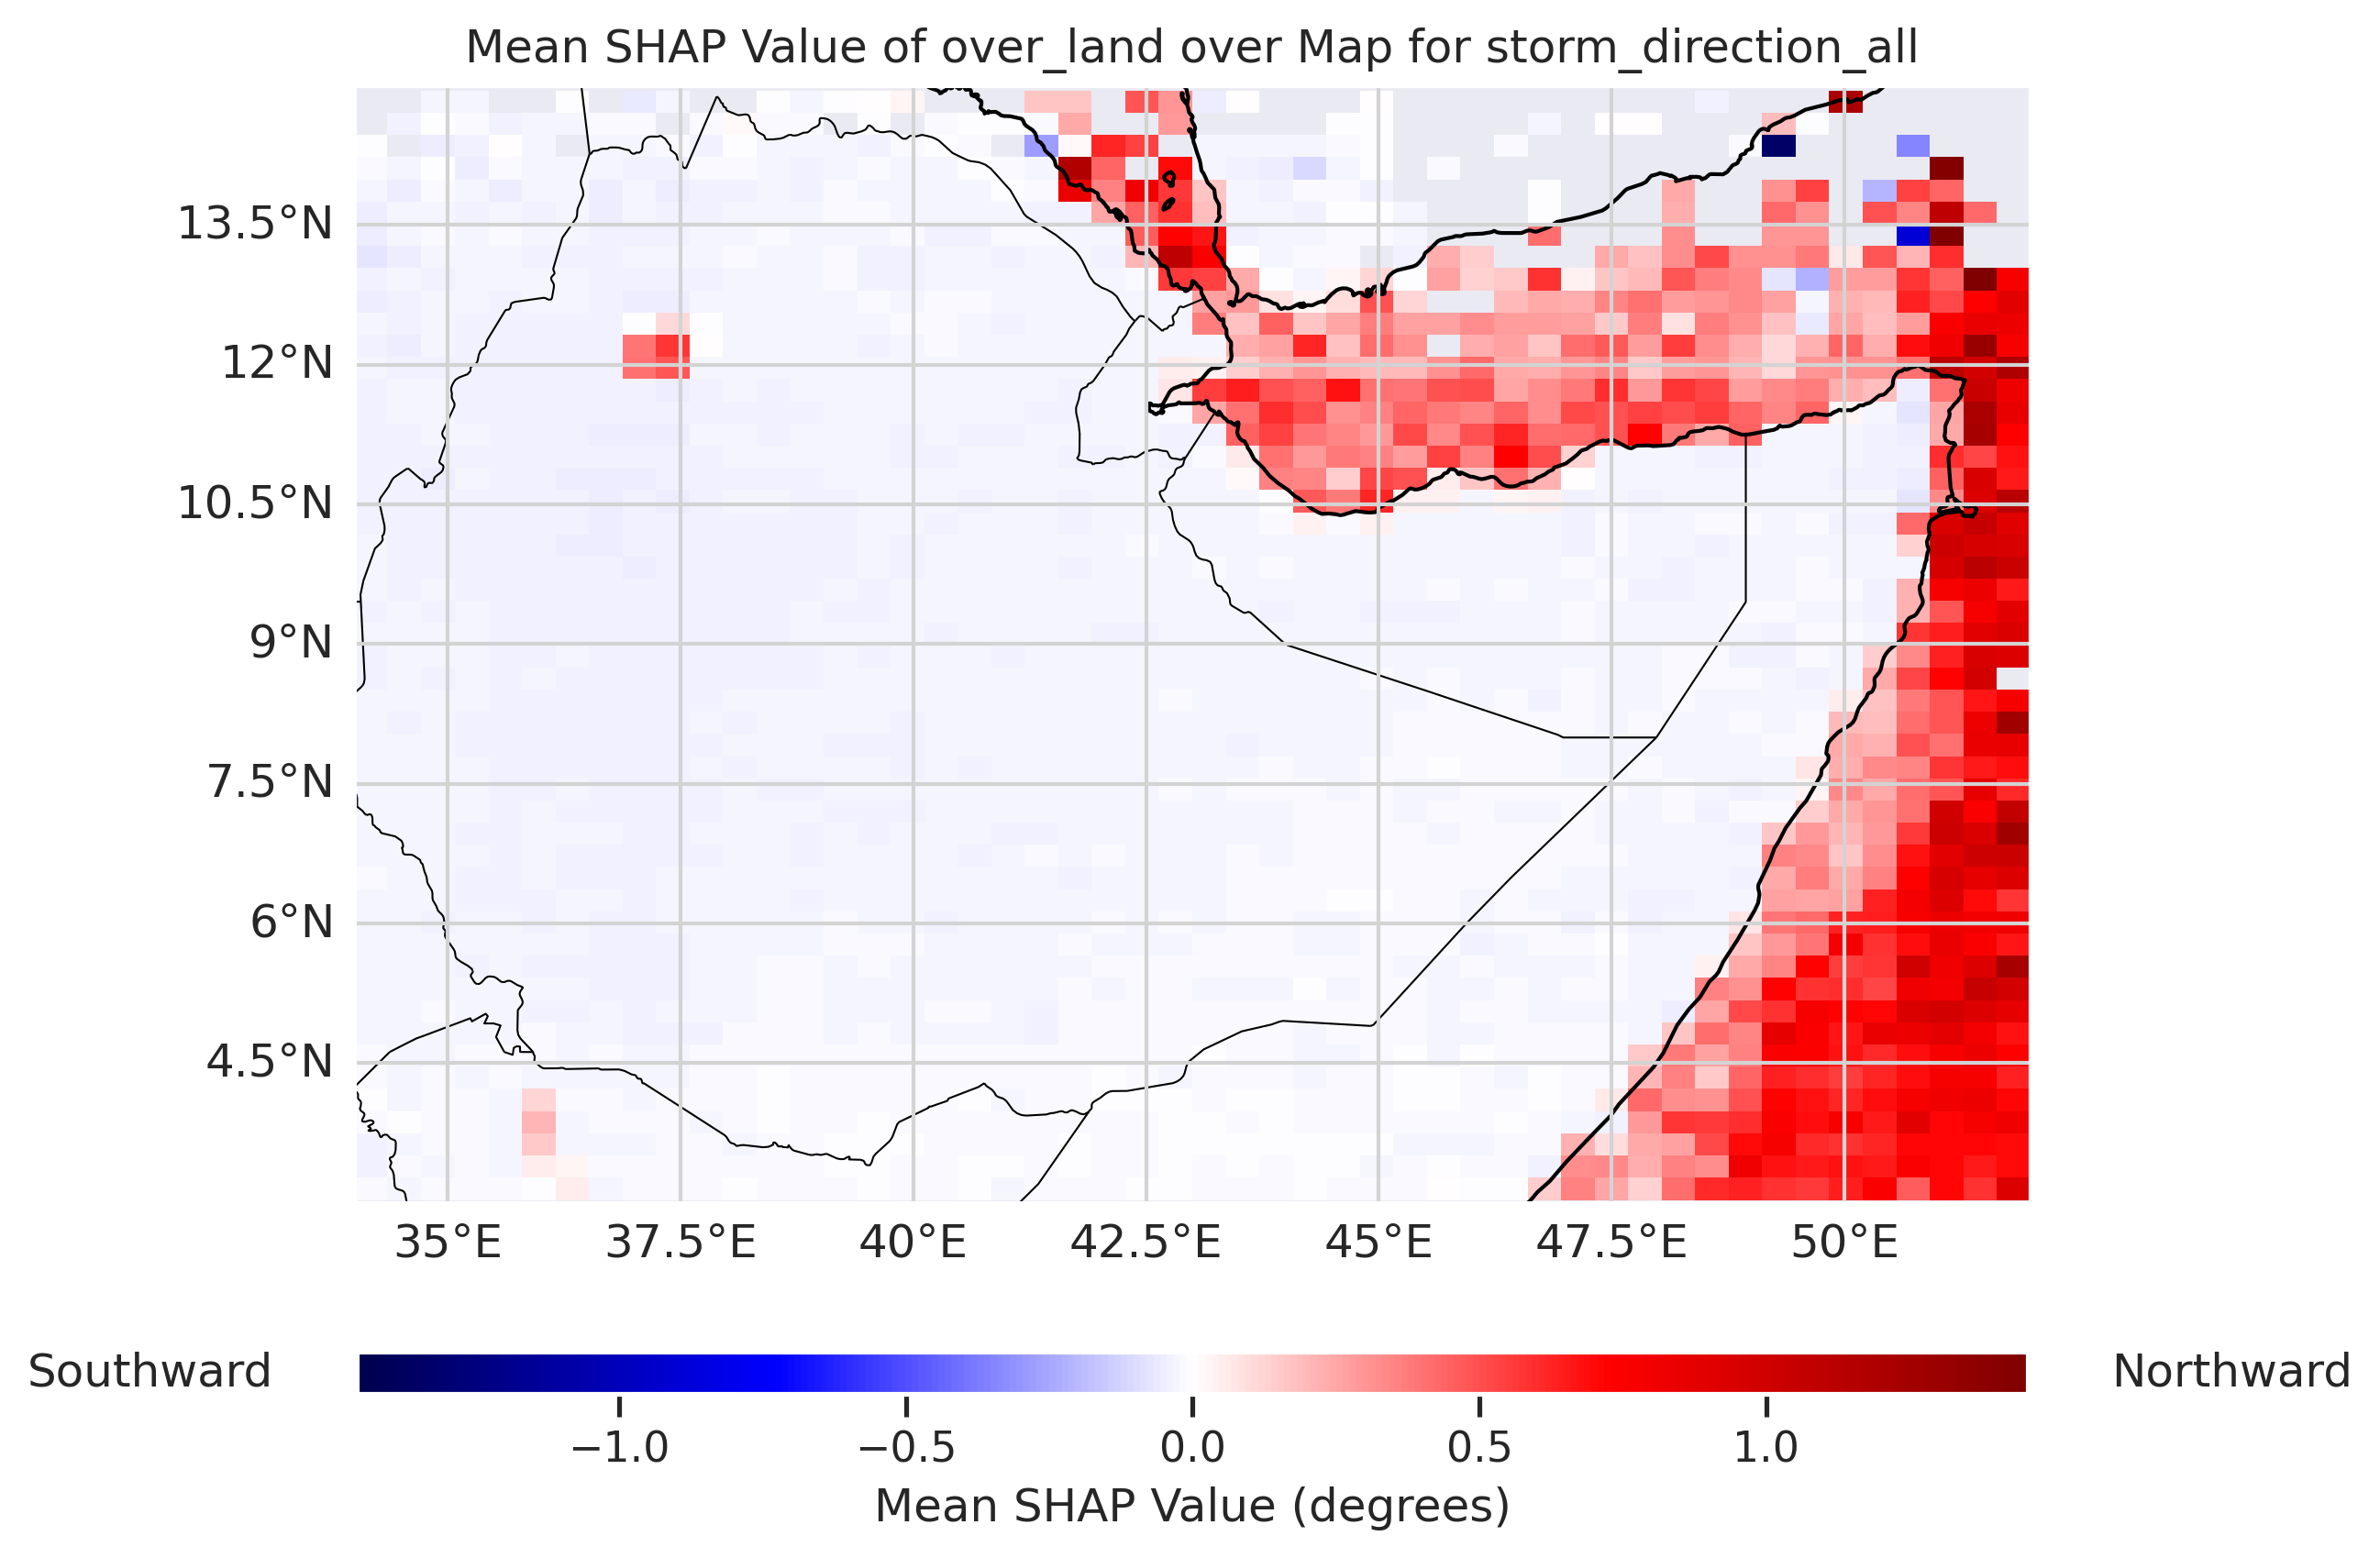 Mean SHAP Value of over_land over Map for storm_direction_all
13.5°N
12°N
10.5°N
9°N
7.5°N
6°N
4.5°N
35°E 37.5°E 40°E 42.5°E 45°E 47.5°E 50°E
Southward Northward
−1.0 −0.5 0.0 0.5 1.0
Mean SHAP Value (degrees)